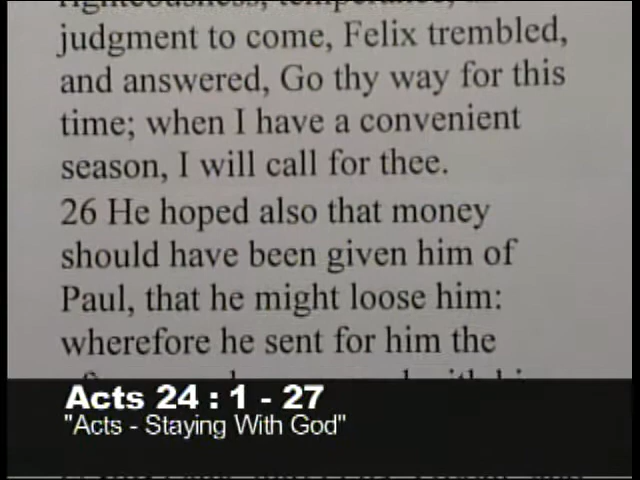 righteousness, temperance,
judgment to come, Felix trembled,
and answered, Go thy way for this
time; when I have a convenient
season, I will call for thee.
26 He hoped also that money
should have been given him of
Paul, that he might loose him:
wherefore he sent for him the
Acts 24 : 1 - 27
"Acts - Staying With God"